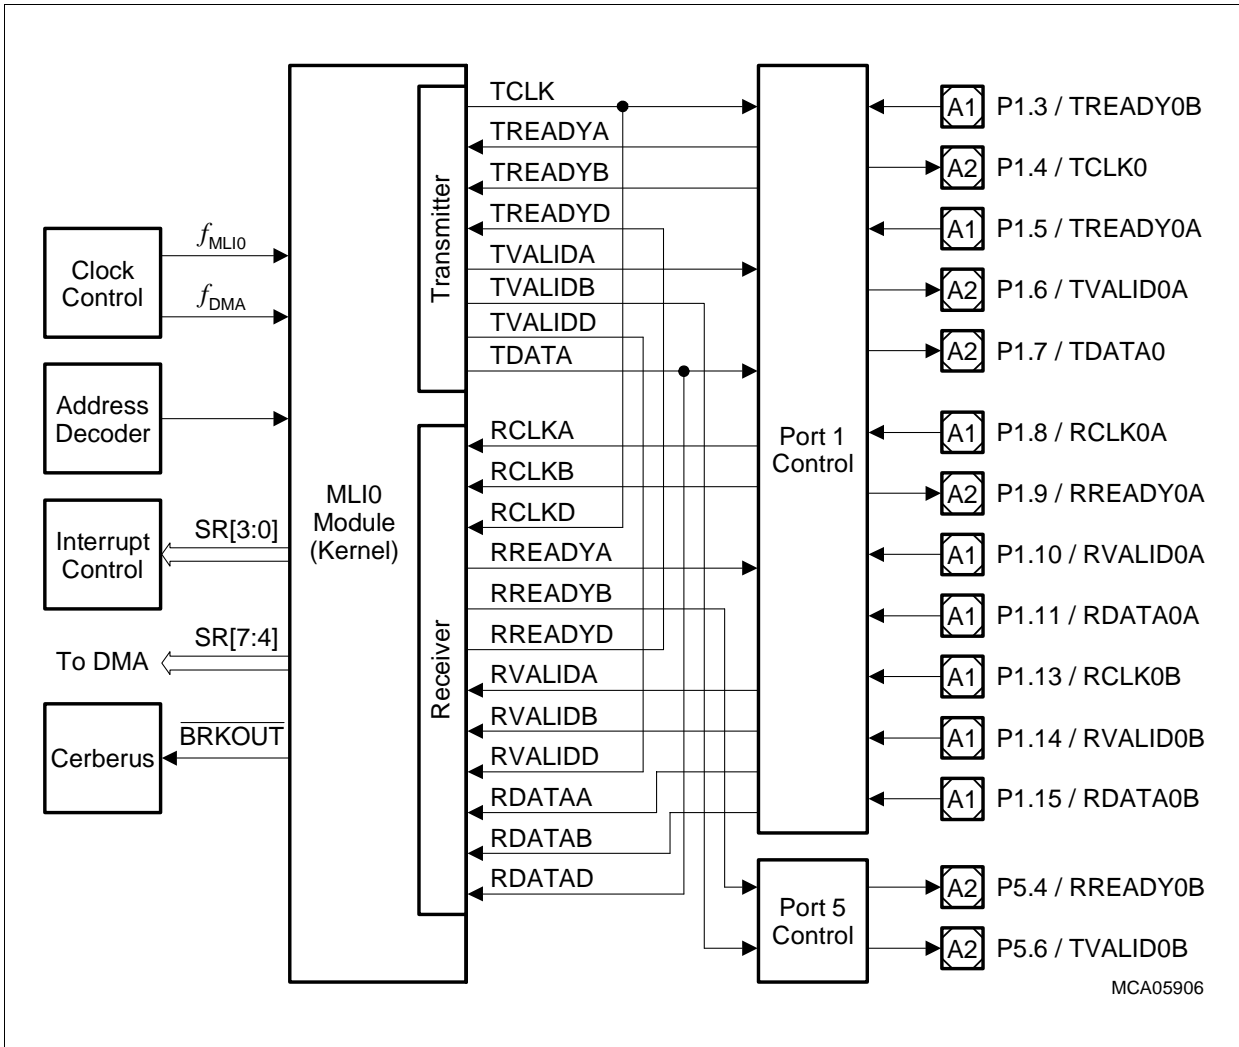 Clock
Control
f MLI0
f DMA
Address
Decoder
Interrupt
Control
SR[3:0]
SR[7:4]
To DMA
BRKOUT
Cerberus
MLI0
Module
(Kernel)
Transmitter
Receiver
TCLK
TREADYA
TREADYB
TREADYD
TVALIDA
TVALIDB
TVALIDD
TDATA
RCLKA
RCLKB
RCLKD
RREADYA
RREADYB
RREADYD
RVALIDA
RVALIDB
RVALIDD
RDATAA
RDATAB
RDATAD
Port 1
Control
Port 5
Control
A1 P1.3 / TREADY0B
A2 P1.4 / TCLK0
A1 P1.5 / TREADY0A
A2 P1.6 / TVALID0A
A2 P1.7 / TDATA0
A1 P1.8 / RCLK0A
A2 P1.9 / RREADY0A
A1 P1.10 / RVALID0A
A1 P1.11 / RDATA0A
A1 P1.13 / RCLK0B
A1 P1.14 / RVALID0B
A1 P1.15 / RDATA0B
A2 P5.4 / RREADY0B
A2 P5.6 / TVALID0B
MCA05906